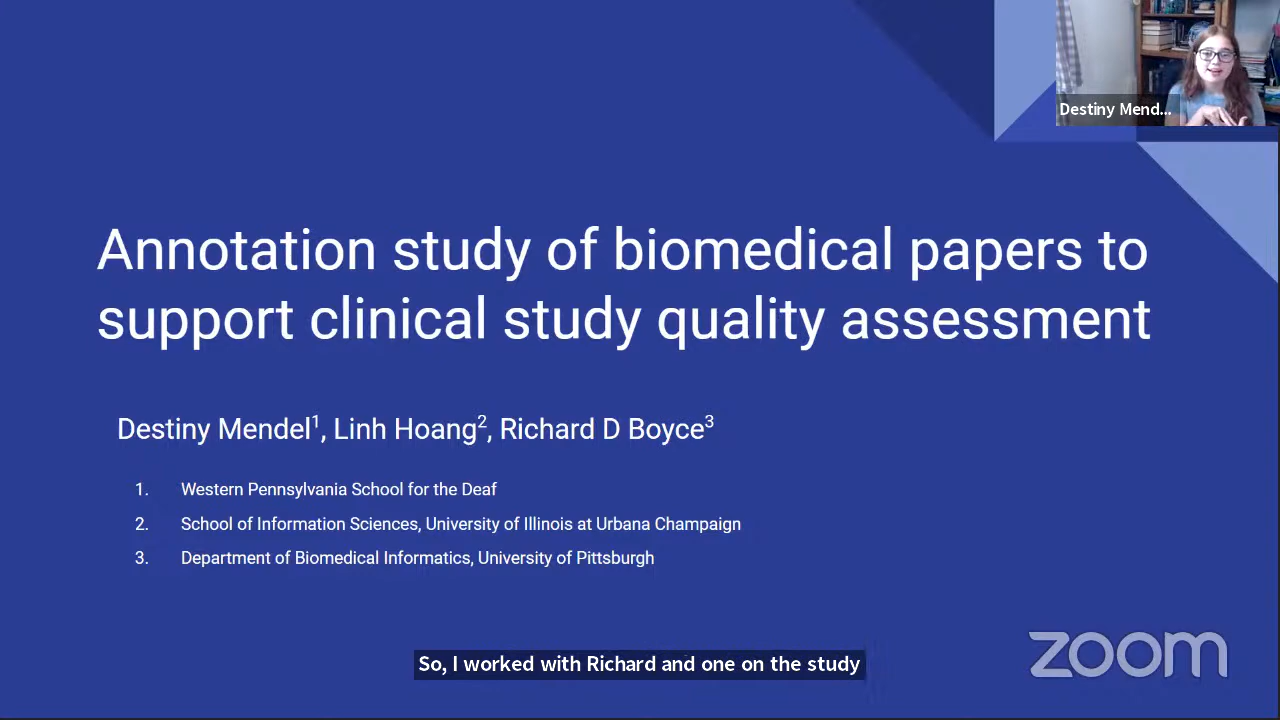 Destiny Mend...
Annotation study of biomedical papers to
support clinical study quality assessment
Destiny Mendel1, Linh Hoang2, Richard D Boyce3
1. Western Pennsylvania School for the Deaf
2. School of Information Sciences, University of Illinois at Urbana Champaign
3. Department of Biomedical Informatics, University of Pittsburgh
So, I worked with Richard and one on the study
zoom